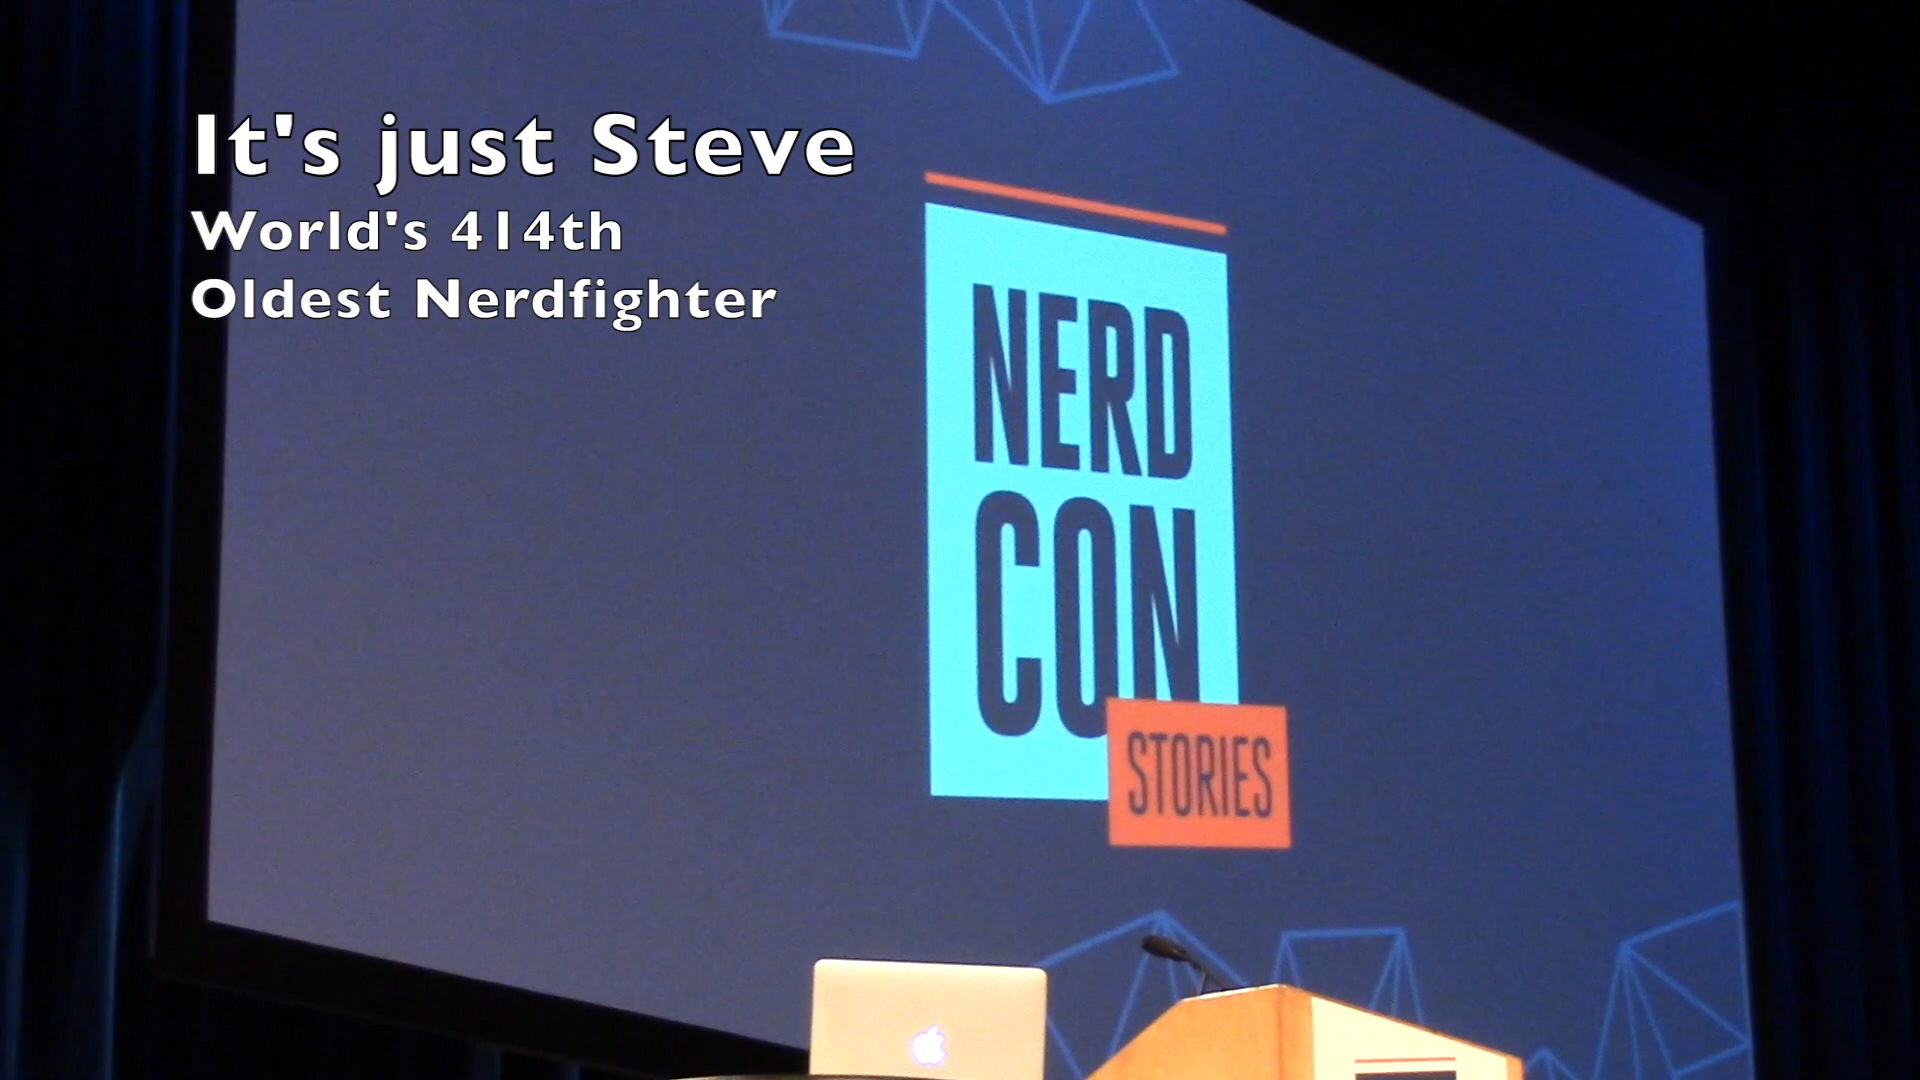 It's just Steve
World's 414th
Oldest Nerdfighter
NERD
CON
STORIES